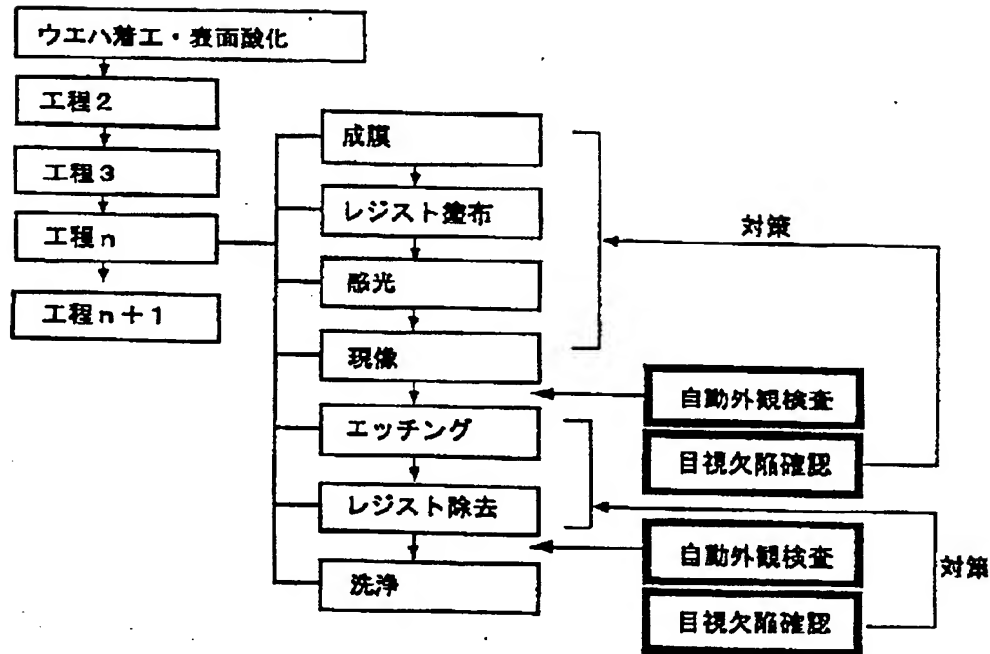 ウエハ着工・表面酸化
工程2
工程3
工程n
工程n+1
成膜
レジスト塗布
感光
現像
エッチング
レジスト除去
洗浄
対策
自動外観検査
目視欠陥確認
自動外観検査
対策
目視欠陥確認